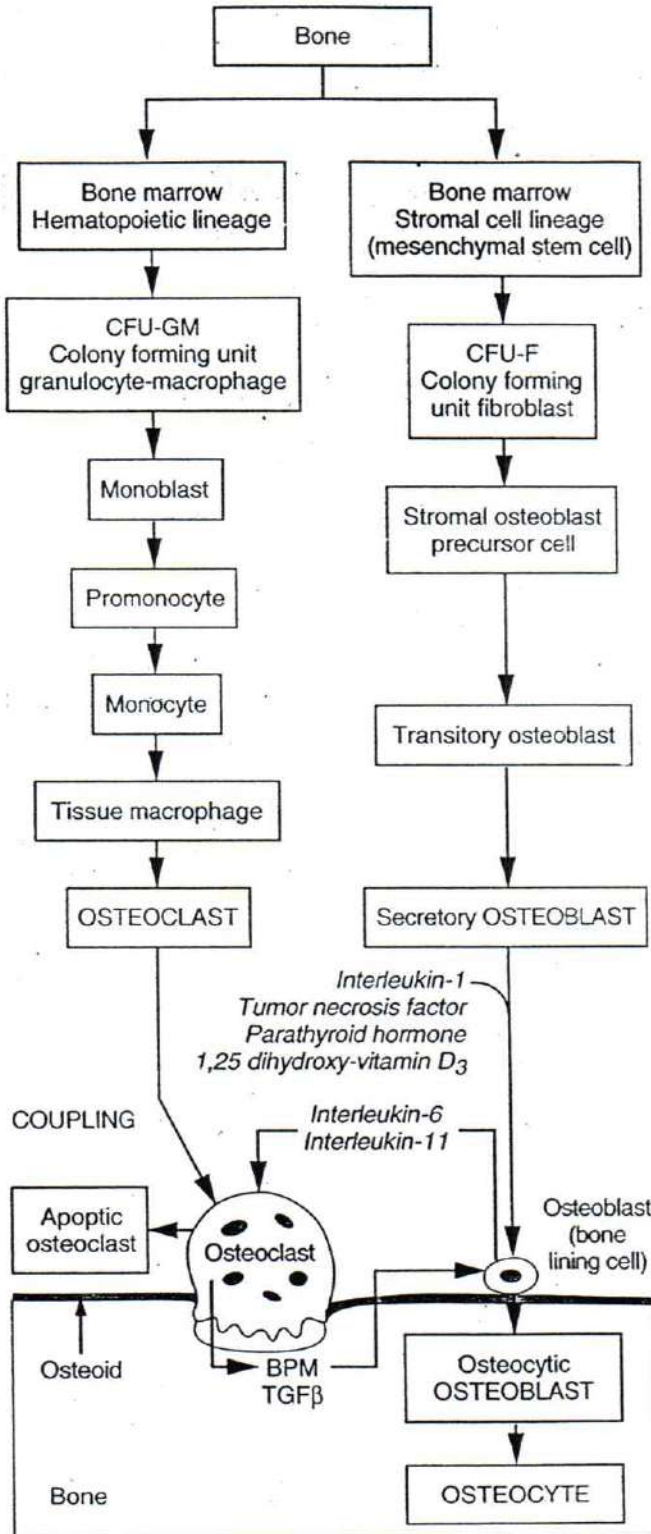 Bone
Bone marrow
Hematopoietic lineage
Bone marrow
Stromal cell lineage
(mesenchymal stem cell)
CFU-GM
Colony forming unit
granulocyte-macrophage
CFU-F
Colony forming
unit fibroblast
Monoblast
Stromal osteoblast
precursor cell
Promonocyte
Monocyte
Transitory osteoblast
Tissue macrophage
OSTEOCLAST
Secretory OSTEOBLAST
Interleukin-1
Tumor necrosis factor
Parathyroid hormone
1,25 dihydroxy-vitamin D₃
COUPLING
Interleukin-6
Interleukin-11
Apoptic
osteoclast
Osteoclast
Osteoblast
(bone
lining cell)
Osteoid
BPM
TGFβ
Osteocytic
OSTEOBLAST
Bone
OSTEOCYTE